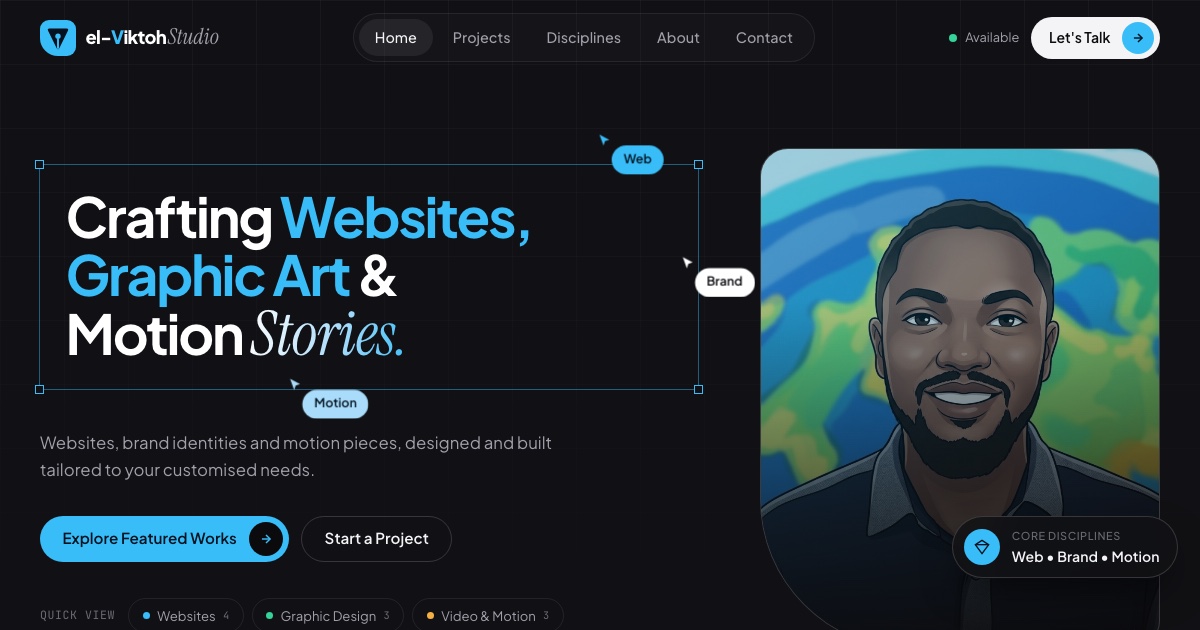 el-ViktohStudio
Home
Projects
Disciplines
About
Contact
Available
Let's Talk
Web
Crafting Websites,
Graphic Art &
Motion Stories.
Brand
Motion
Websites, brand identities and motion pieces, designed and built
tailored to your customised needs.
Explore Featured Works
Start a Project
CORE DISCIPLINES
Web • Brand • Motion
QUICK VIEW
Websites 4
Graphic Design 3
Video & Motion 3